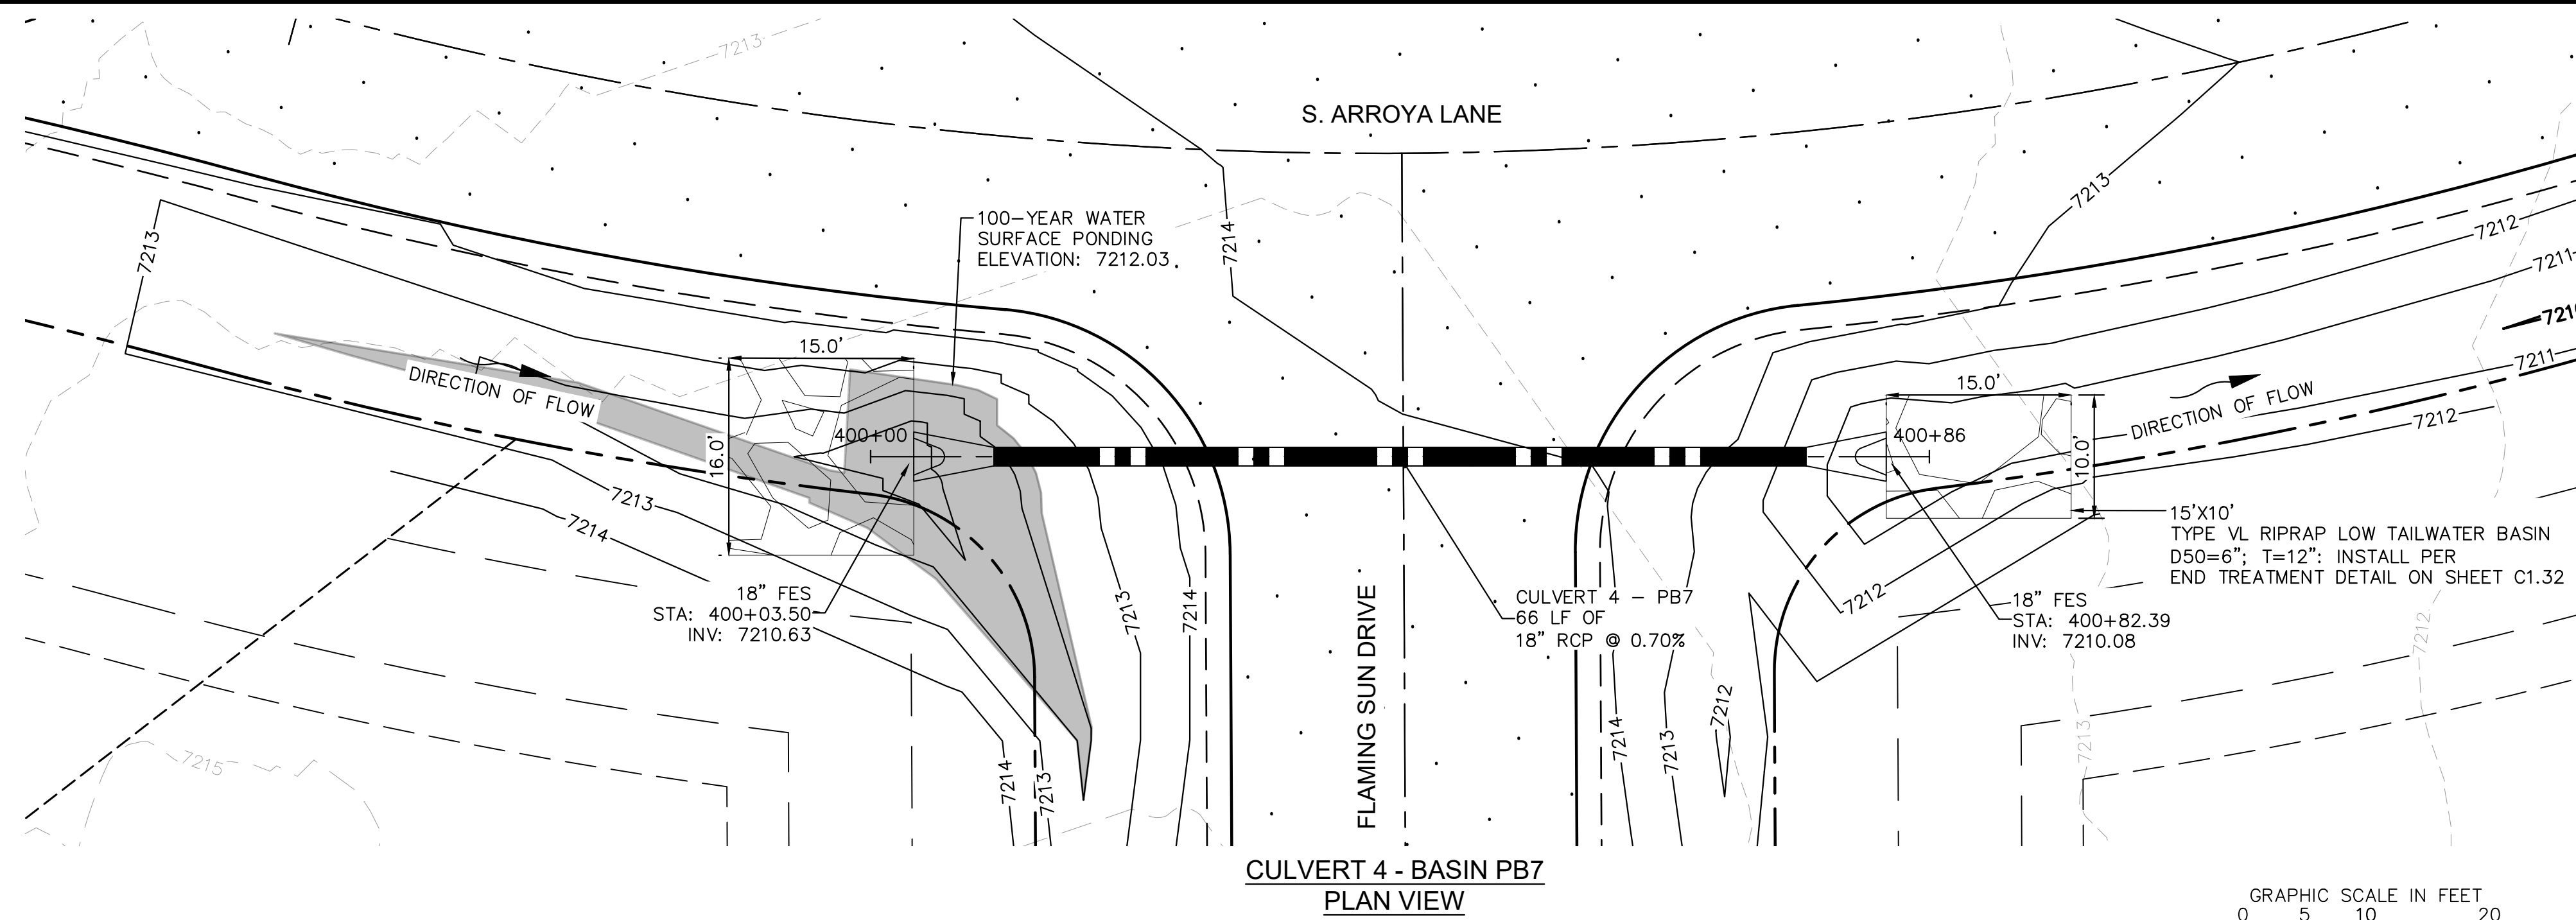 7213
S. ARROYA LANE
7213
7212
7211
7210
7211
7212
7213
7214
100-YEAR WATER
SURFACE PONDING
ELEVATION: 7212.03
15.0'
DIRECTION OF FLOW
16.0'
400+00
7213
7214
18" FES
STA: 400+03.50
INV: 7210.63
7213
7214
7214
7213
7215
FLAMING SUN DRIVE
CULVERT 4 - PB7
66 LF OF
18" RCP @ 0.70%
7214
7213
7212
7212
15.0'
400+86
10.0'
DIRECTION OF FLOW
15'X10'
TYPE VL RIPRAP LOW TAILWATER BASIN
D50=6"; T=12": INSTALL PER
END TREATMENT DETAIL ON SHEET C1.32
18" FES
STA: 400+82.39
INV: 7210.08
7213
7212
CULVERT 4 - BASIN PB7
PLAN VIEW
GRAPHIC SCALE IN FEET
0 5 10 20